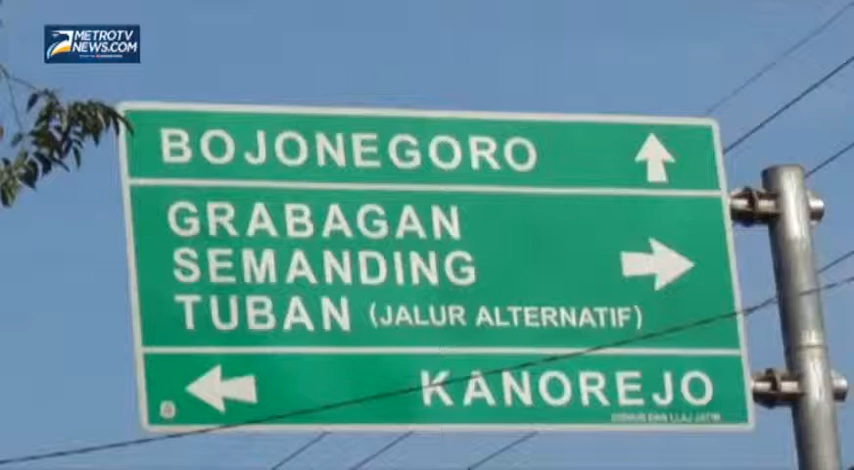 METROTV
NEWS.COM
BOJONEGORO
GRABAGAN
SEMANDING
TUBAN (JALUR ALTERNATIF)
KANOREJO